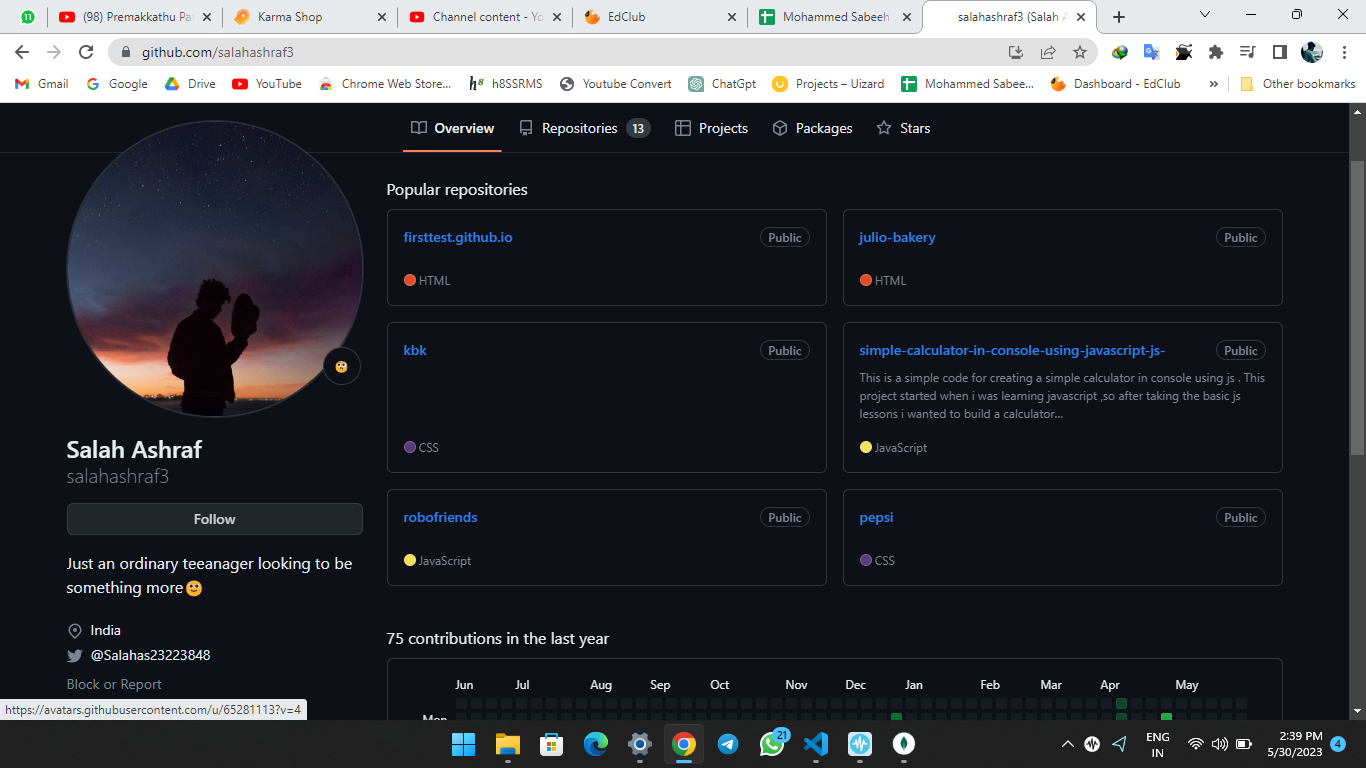 11
(98) Premakkathu Pa
Karma Shop
Channel content - Yo
EdClub
Mohammed Sabeeh
salahashraf3 (Salah A
github.com/salahashraf3
Gmail
Google
Drive
YouTube
Chrome Web Store...
h8SSRMS
Youtube Convert
ChatGpt
Projects – Uizard
Mohammed Sabee...
Dashboard - EdClub
»
Other bookmarks
Overview
Repositories 13
Projects
Packages
Stars
Popular repositories
firsttest.github.io
Public
HTML
julio-bakery
Public
HTML
kbk
Public
CSS
simple-calculator-in-console-using-javascript-js-
Public
This is a simple code for creating a simple calculator in console using js . This
project started when i was learning javascript ,so after taking the basic js
lessons i wanted to build a calculator...
JavaScript
robofriends
Public
JavaScript
pepsi
Public
CSS
Salah Ashraf
salahashraf3
Follow
Just an ordinary teeanager looking to be
something more🥺
India
@Salahas23223848
Block or Report
75 contributions in the last year
Jun Jul Aug Sep Oct Nov Dec Jan Feb Mar Apr May
Mon
https://avatars.githubusercontent.com/u/65281113?v=4
21
ENG
IN
2:39 PM
5/30/2023
4